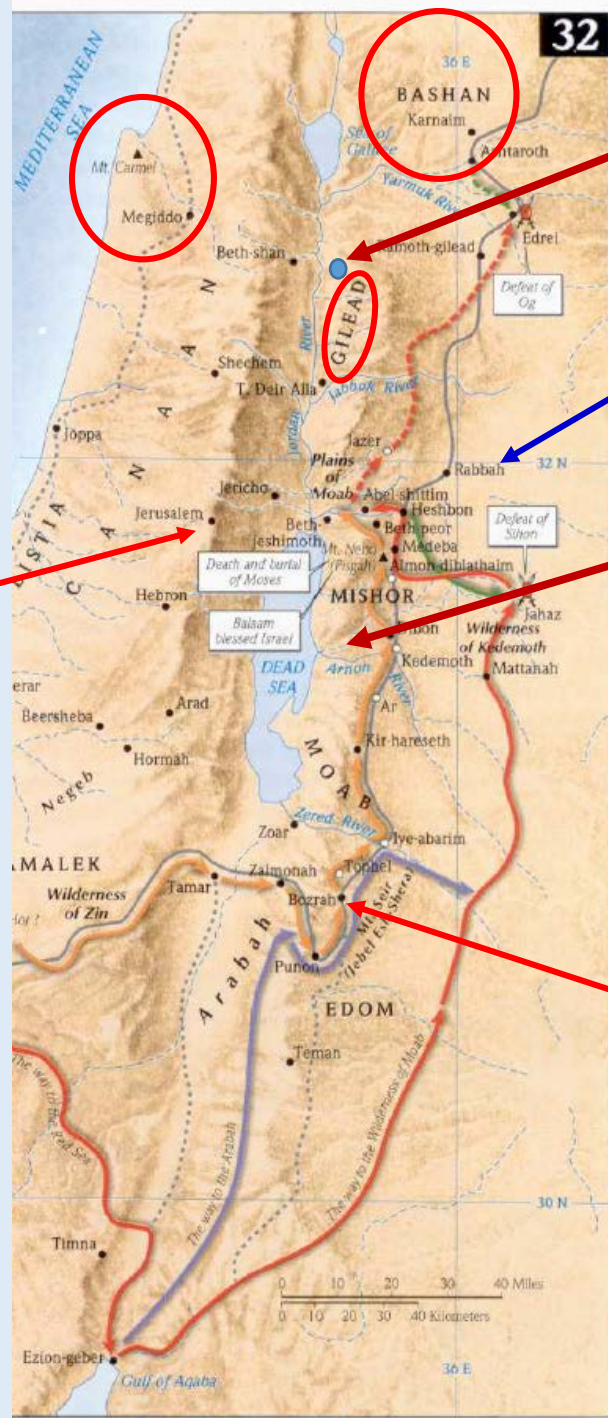 32
MEDITERRANEAN
SEA
36 E
BASHAN
Karnaim
Sea of
Galilee
Ashtaroth
Mt. Carmel
Yarmuk River
Megiddo
Edrei
Beth-shan
Ramoth-gilead
Defeat of
Og
GILEAD
River
Jordan
CANAAN
Shechem
T. Deir Alla
Jabbok River
Joppa
Jazer
32 N
Rabbah
Plains
of
Moab
Jericho
Abel-shittim
Heshbon
Jerusalem
Beth-
jeshimoth
Beth-peor
Defeat of
Sihon
Medeba
Mt. Nebo
(Pisgah)
Death and burial
of Moses
Almon-diblathaim
LISTIA
MISHOR
Jahaz
Hebron
Balaam
blessed Israel
Dibon
Wilderness
of Kedemoth
Kedemoth
DEAD
SEA
Arnon
River
Mattanah
erar
Arad
Ar
Beersheba
Hormah
Kir-hareseth
MOAB
Negeb
Zered River
Zoar
Iye-abarim
AMALEK
Zalmonah
Tophel
Wilderness
of Zin
Tamar
Bozrah
Hor ?
Mt. Seir
(Jebel Esh-Shera)
Arabah
Punon
EDOM
Teman
The way to the Red Sea
The way to the Arabah
The way to the Wilderness of Moab
30 N
Timna
0 10 20 30 40 Miles
0 10 20 30 40 Kilometers
Ezion-geber
Gulf of Aqaba
36 E